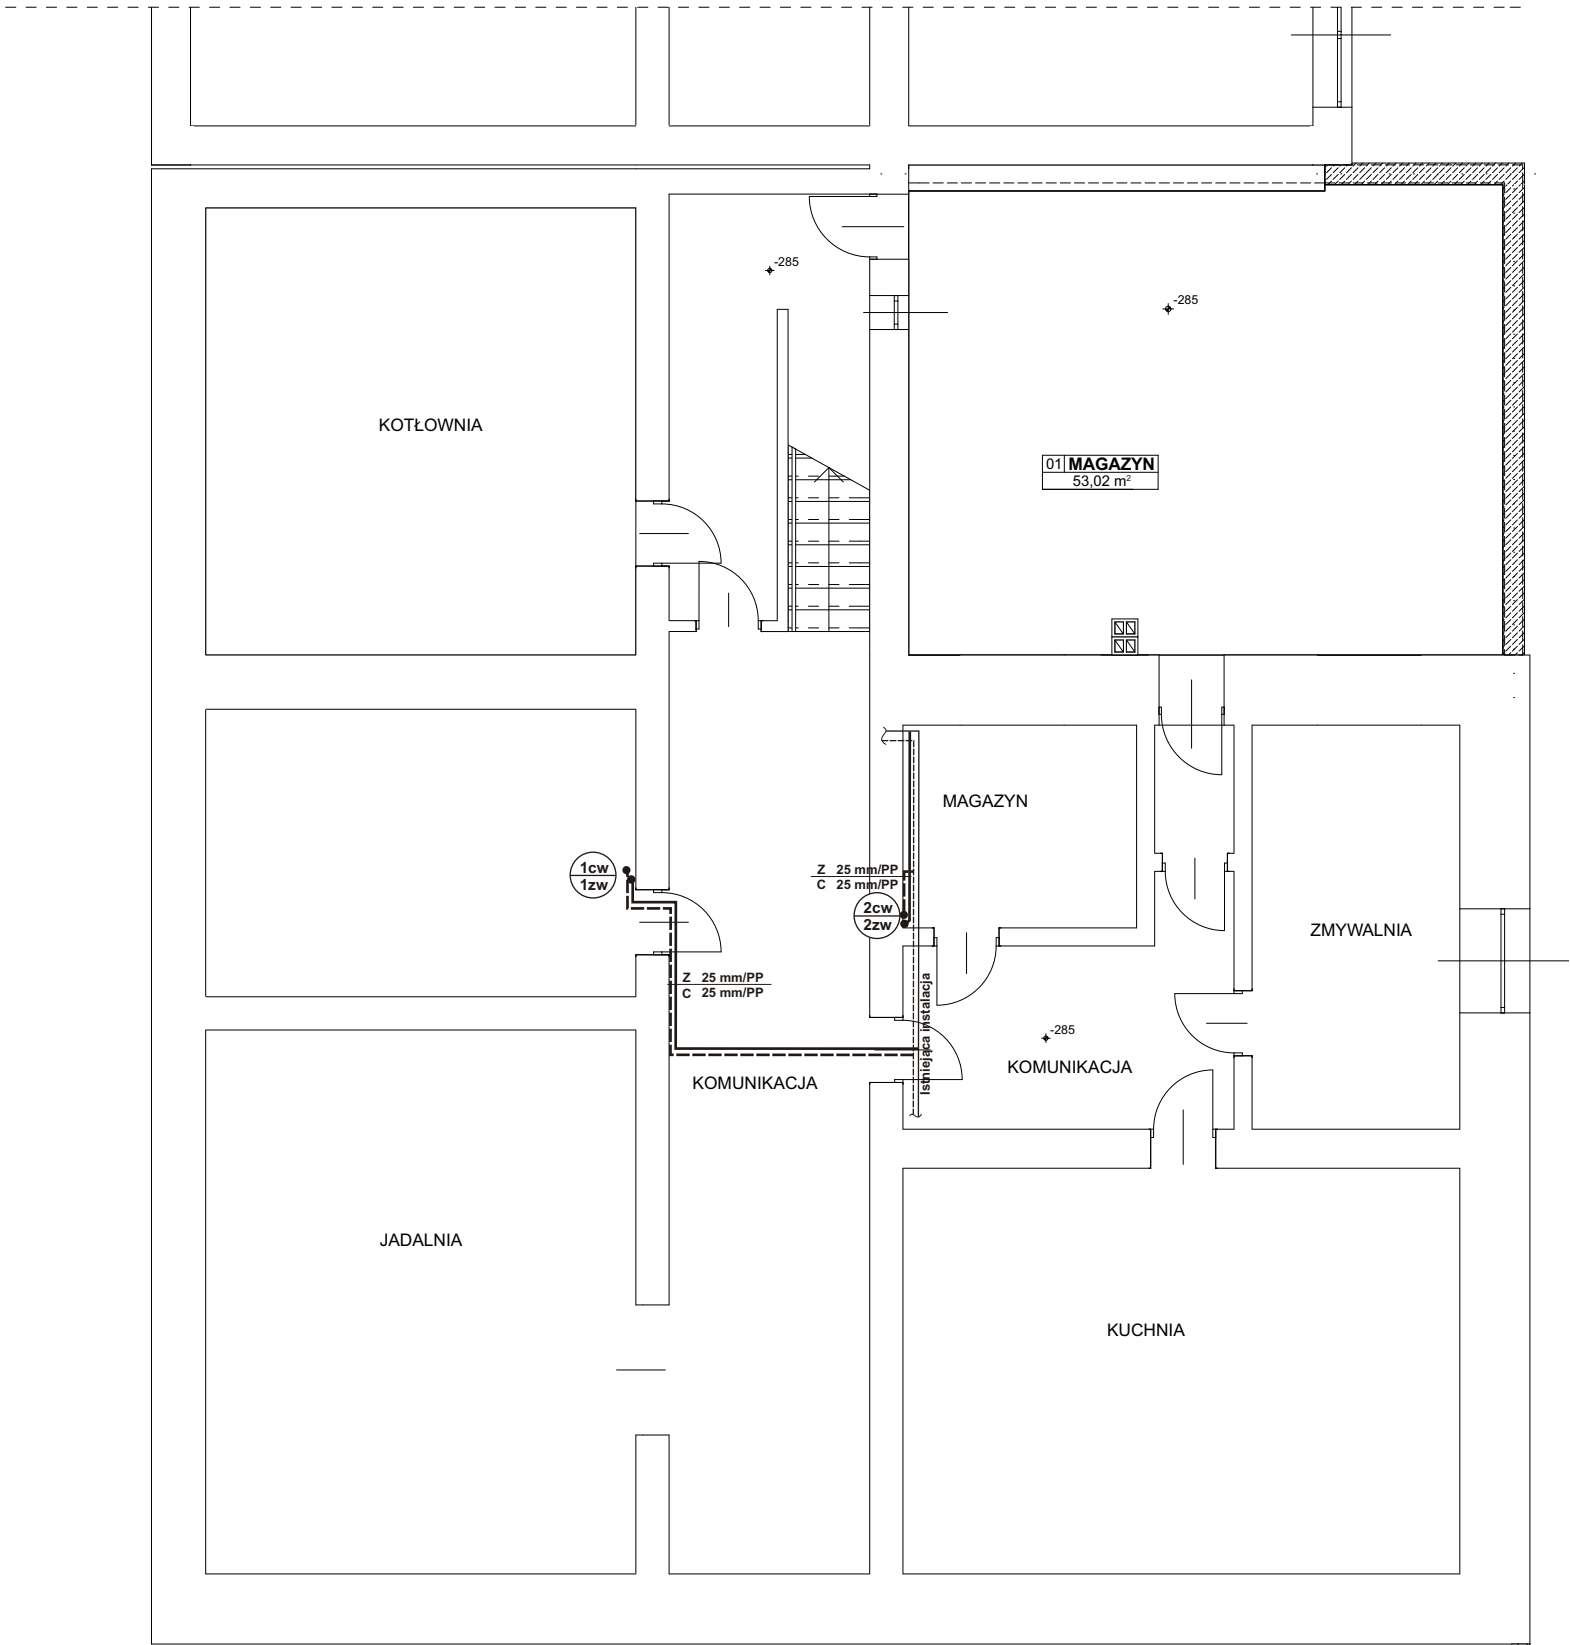 -285
-285
KOTŁOWNIA
01 MAGAZYN
53,02 m²
MAGAZYN
1cw
1zw
Z 25 mm/PP
C 25 mm/PP
2cw
2zw
ZMYWALNIA
Z 25 mm/PP
C 25 mm/PP
Istniejąca instalacja
-285
KOMUNIKACJA
KOMUNIKACJA
JADALNIA
KUCHNIA